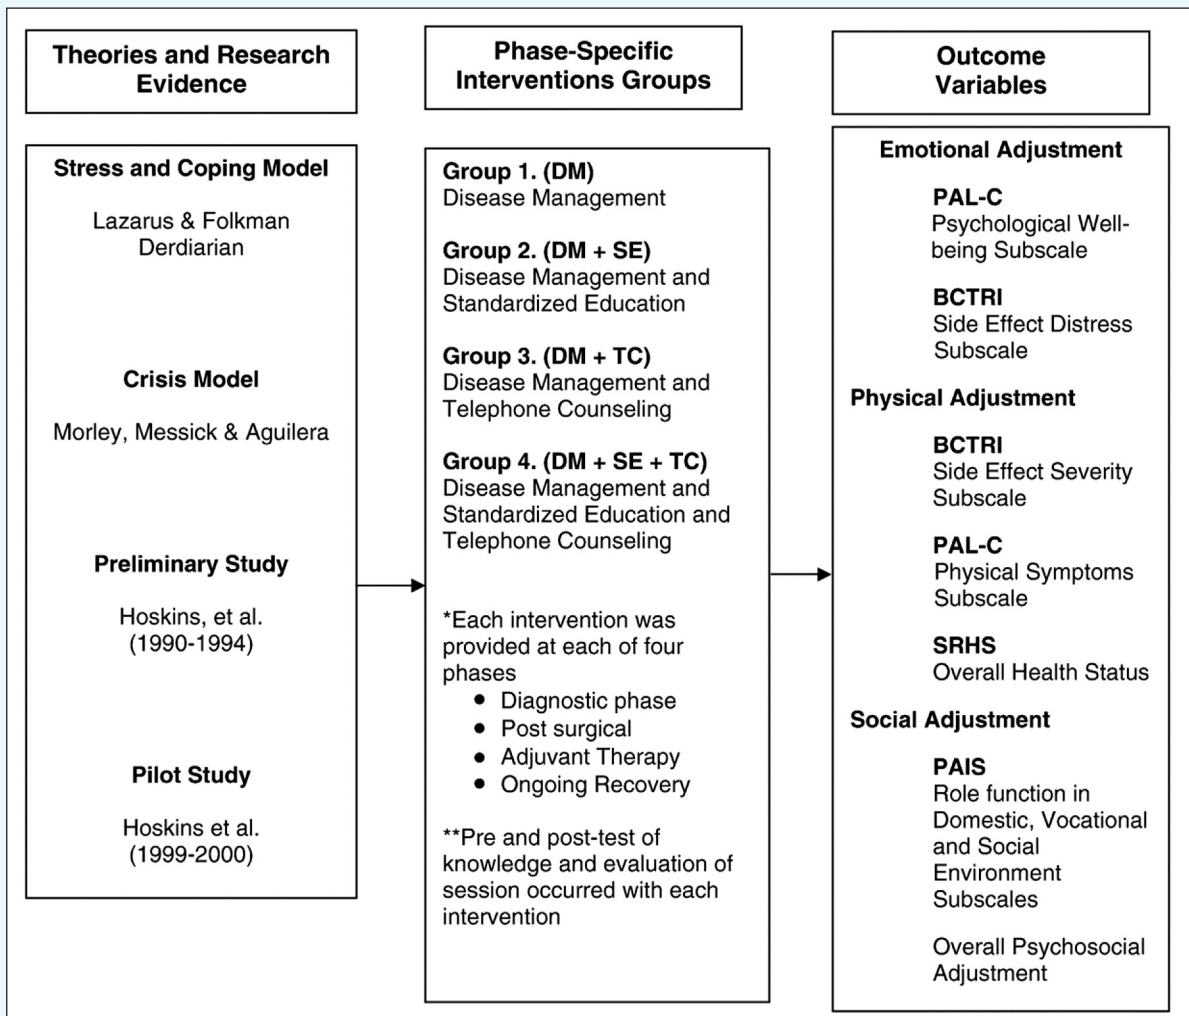 Theories and Research
Evidence
Stress and Coping Model
Lazarus & Folkman
Derdiarian
Crisis Model
Morley, Messick & Aguilera
Preliminary Study
Hoskins, et al.
(1990-1994)
Pilot Study
Hoskins et al.
(1999-2000)
Phase-Specific
Interventions Groups
Group 1. (DM)
Disease Management
Group 2. (DM + SE)
Disease Management and
Standardized Education
Group 3. (DM + TC)
Disease Management and
Telephone Counseling
Group 4. (DM + SE + TC)
Disease Management and
Standardized Education and
Telephone Counseling
*Each intervention was
provided at each of four
phases
● Diagnostic phase
● Post surgical
● Adjuvant Therapy
● Ongoing Recovery
**Pre and post-test of
knowledge and evaluation of
session occurred with each
intervention
Outcome
Variables
Emotional Adjustment
PAL-C
Psychological Well-
being Subscale
BCTRI
Side Effect Distress
Subscale
Physical Adjustment
BCTRI
Side Effect Severity
Subscale
PAL-C
Physical Symptoms
Subscale
SRHS
Overall Health Status
Social Adjustment
PAIS
Role function in
Domestic, Vocational
and Social
Environment
Subscales
Overall Psychosocial
Adjustment